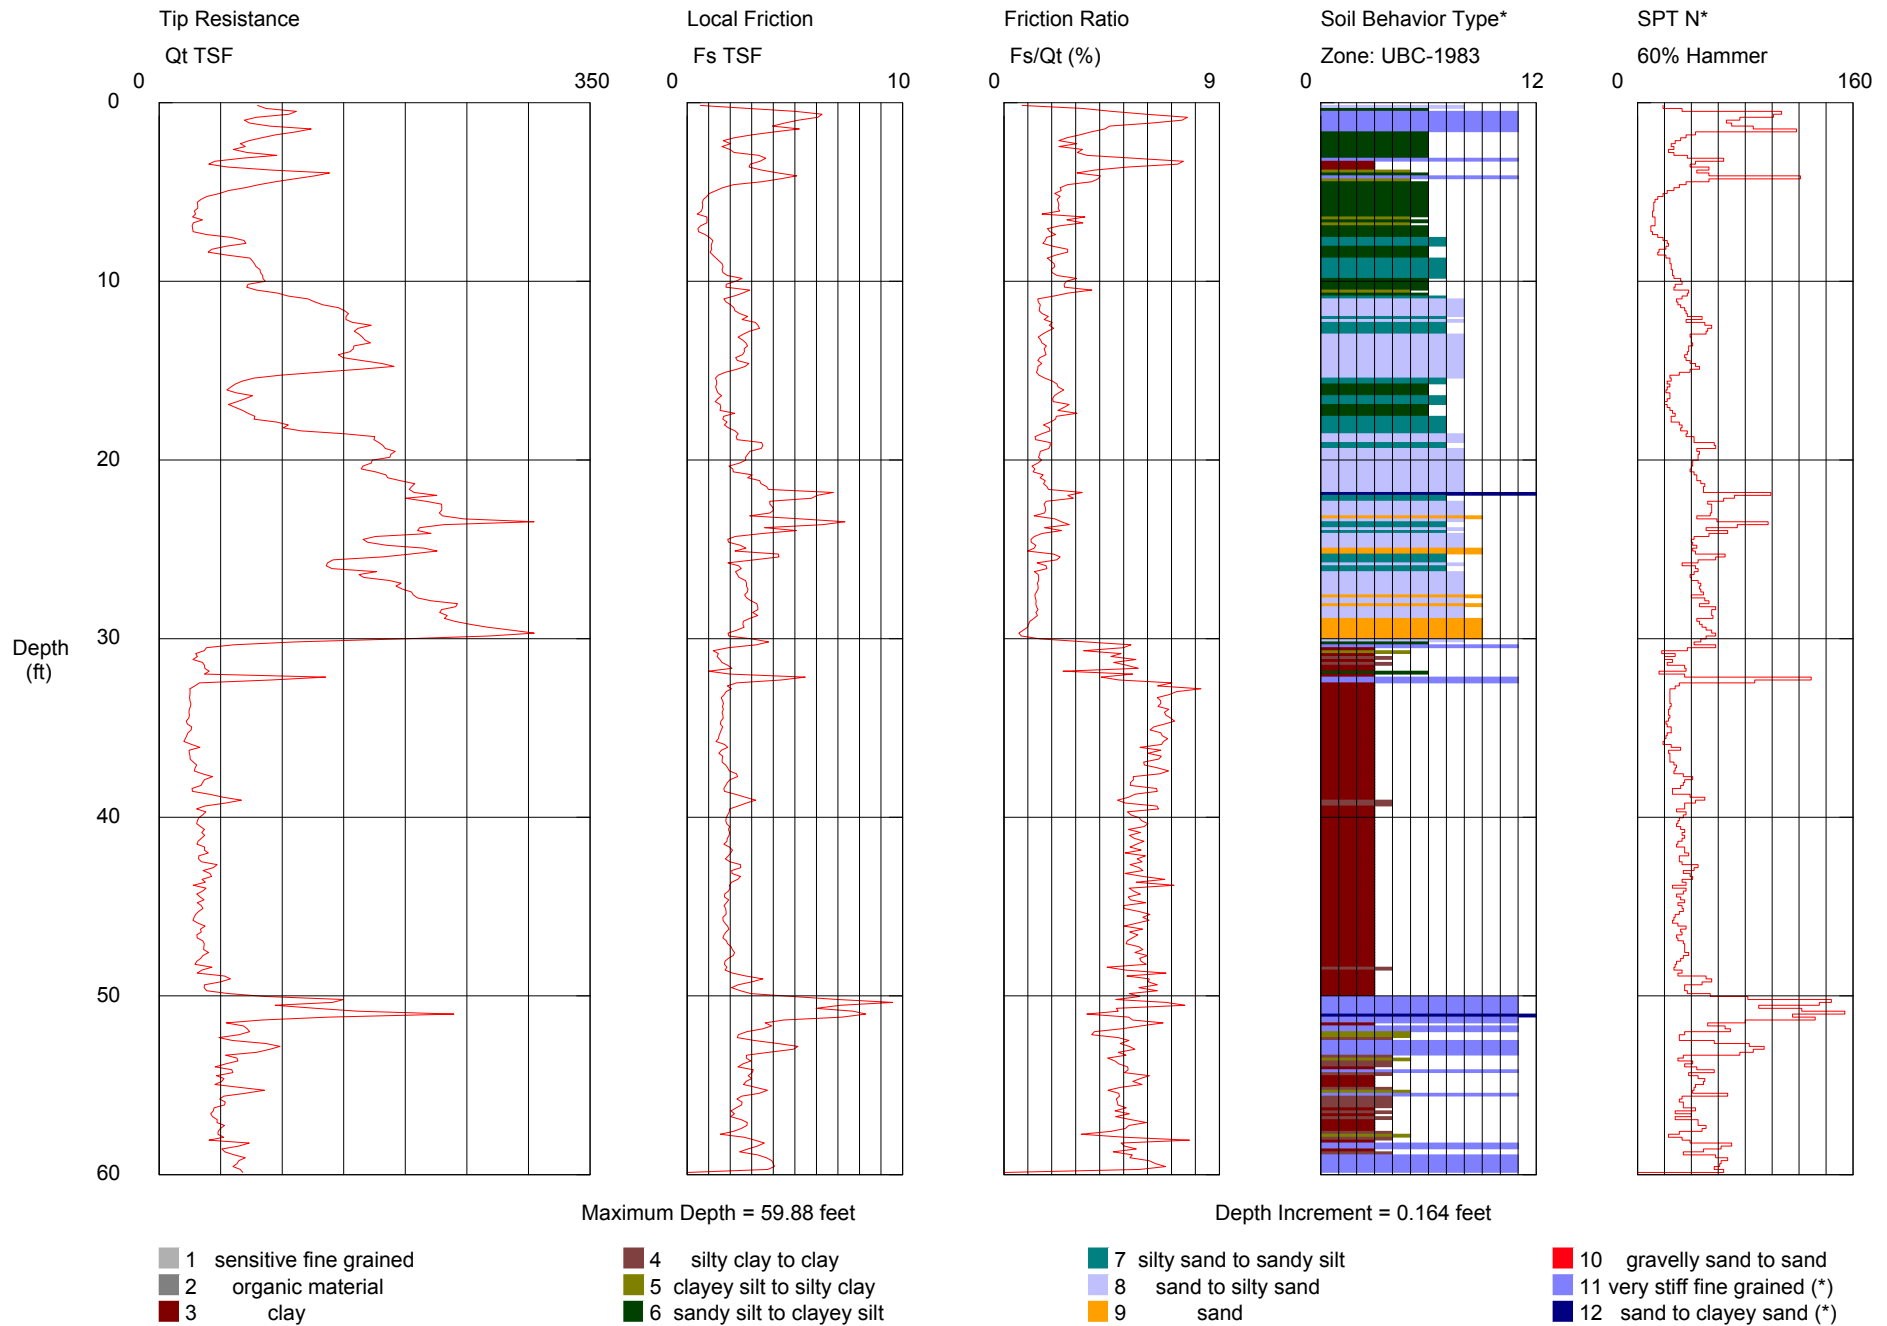 Tip Resistance Local Friction Friction Ratio Soil Behavior Type* SPT N*
Qt TSF Fs TSF Fs/Qt (%) Zone: UBC-1983 60% Hammer
0 350 0 10 0 9 0 12 0 160
0
10
20
30
Depth
(ft)
40
50
60
Maximum Depth = 59.88 feet Depth Increment = 0.164 feet
1 sensitive fine grained 4 silty clay to clay 7 silty sand to sandy silt 10 gravelly sand to sand
2 organic material 5 clayey silt to silty clay 8 sand to silty sand 11 very stiff fine grained (*)
3 clay 6 sandy silt to clayey silt 9 sand 12 sand to clayey sand (*)